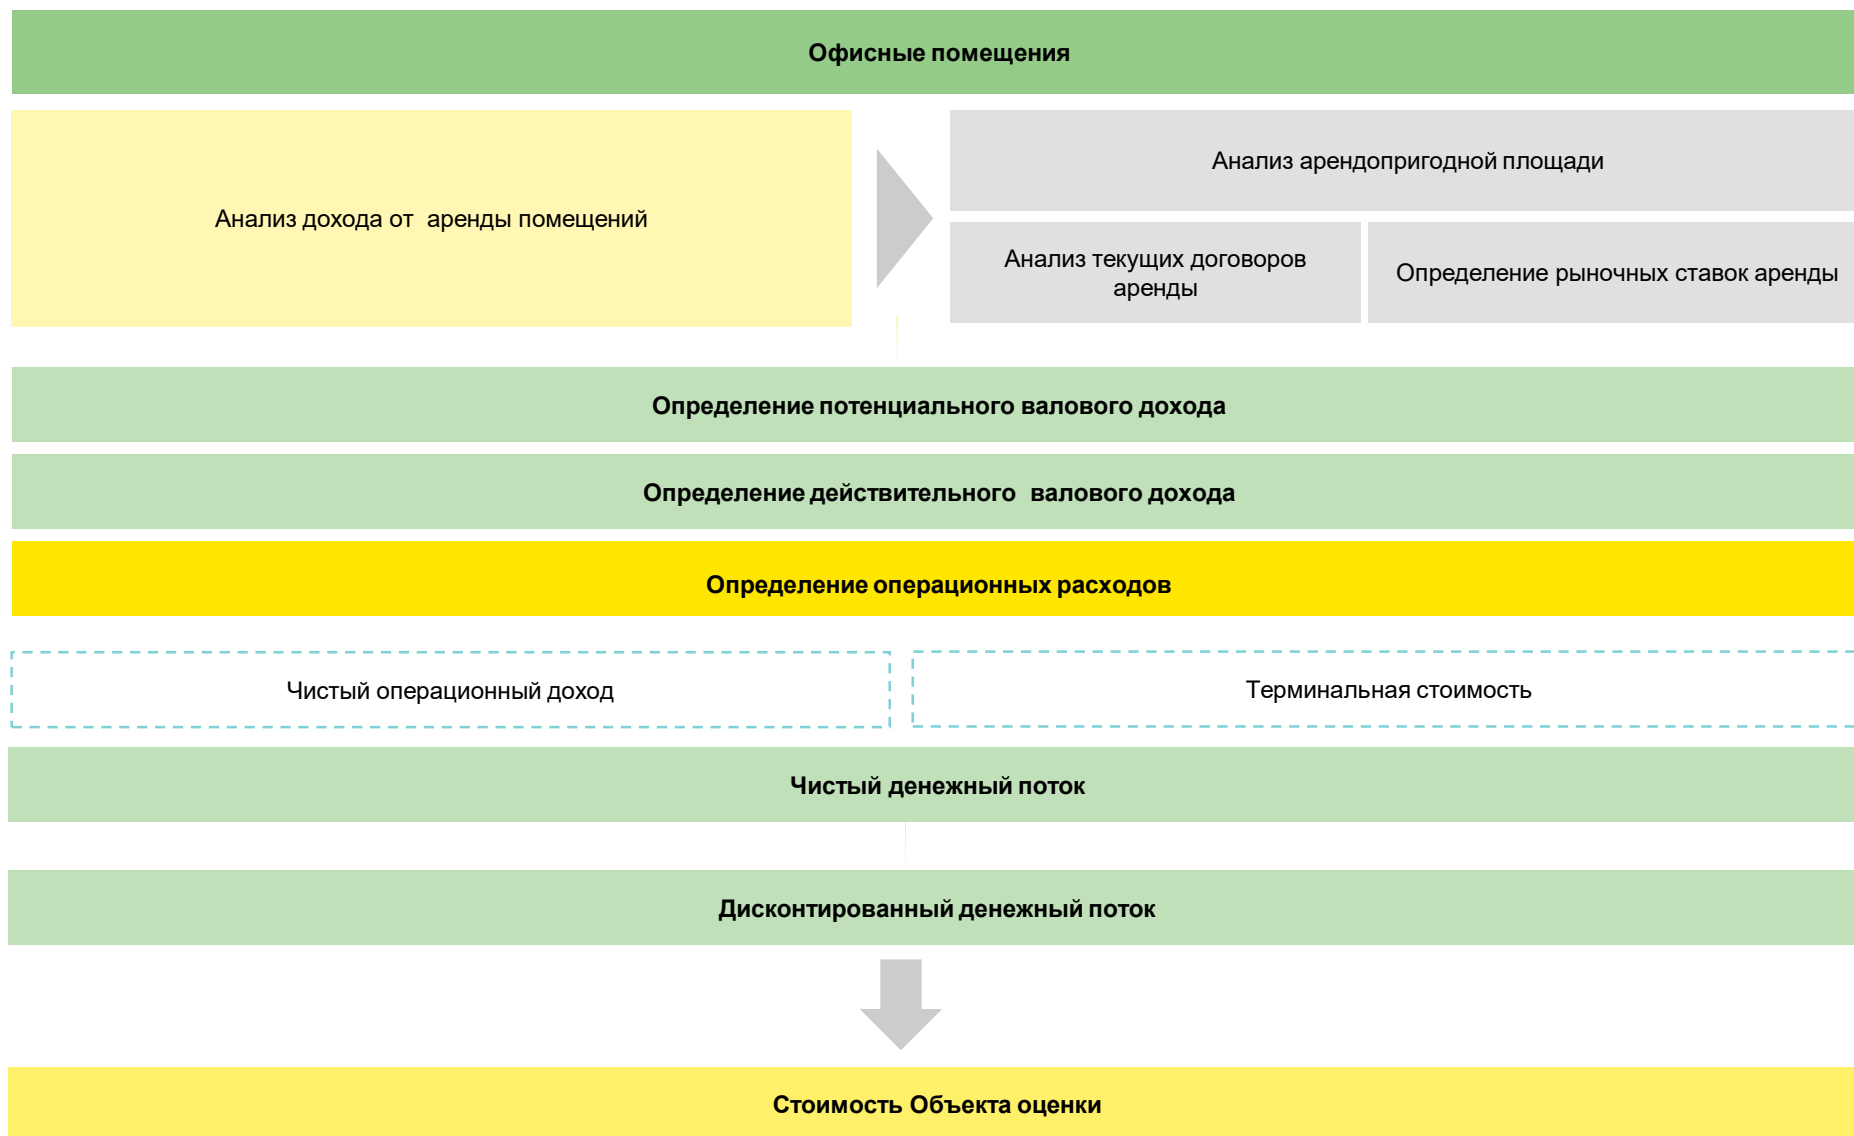 Офисные помещения
Анализ дохода от аренды помещений
Анализ арендопригодной площади
Анализ текущих договоров
аренды
Определение рыночных ставок аренды
Определение потенциального валового дохода
Определение действительного валового дохода
Определение операционных расходов
Чистый операционный доход
Терминальная стоимость
Чистый денежный поток
Дисконтированный денежный поток
Стоимость Объекта оценки